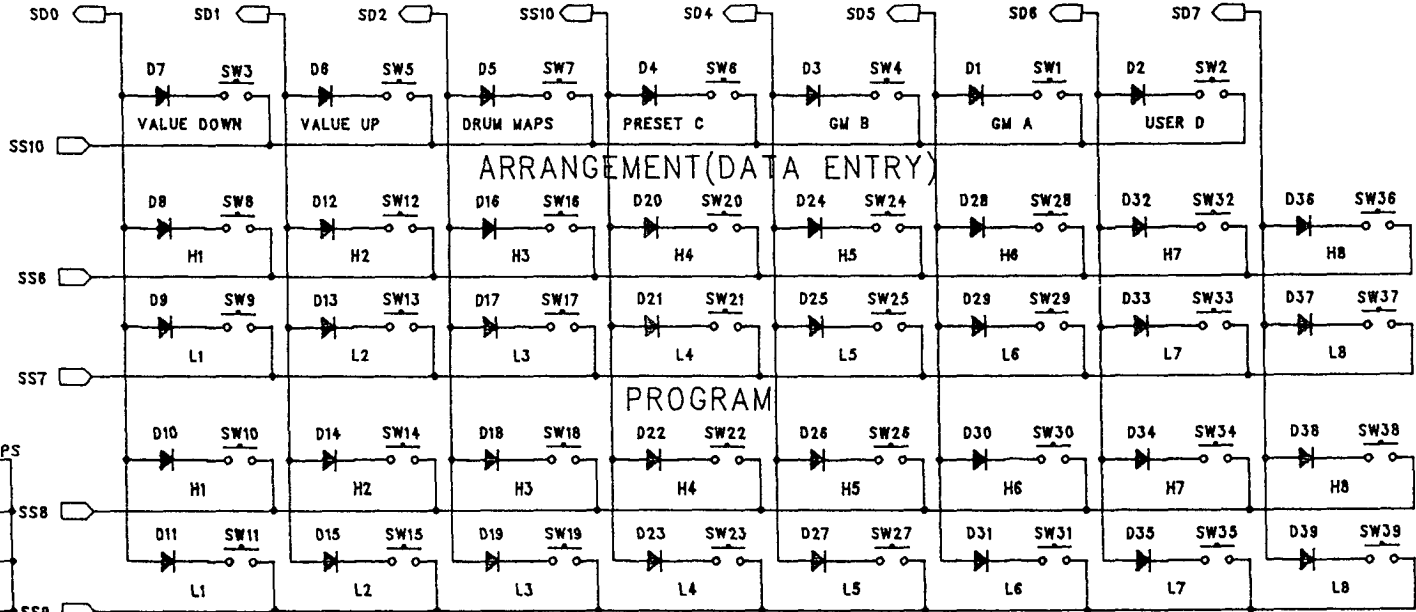 SD0 SD1 SD2 SS10 SD4 SD5 SD6 SD7
D7 SW3 D6 SW5 D5 SW7 D4 SW6 D3 SW4 D1 SW1 D2 SW2
VALUE DOWN VALUE UP DRUM MAPS PRESET C GM B GM A USER D
SS10
ARRANGEMENT(DATA ENTRY)
D8 SW8 D12 SW12 D16 SW16 D20 SW20 D24 SW24 D28 SW28 D32 SW32 D36 SW36
H1 H2 H3 H4 H5 H6 H7 H8
SS6
D9 SW9 D13 SW13 D17 SW17 D21 SW21 D25 SW25 D29 SW29 D33 SW33 D37 SW37
L1 L2 L3 L4 L5 L6 L7 L8
SS7
PROGRAM
D10 SW10 D14 SW14 D18 SW18 D22 SW22 D26 SW26 D30 SW30 D34 SW34 D38 SW38
PS
H1 H2 H3 H4 H5 H6 H7 H8
SS8
D11 SW11 D15 SW15 D19 SW19 D23 SW23 D27 SW27 D31 SW31 D35 SW35 D39 SW39
L1 L2 L3 L4 L5 L6 L7 L8